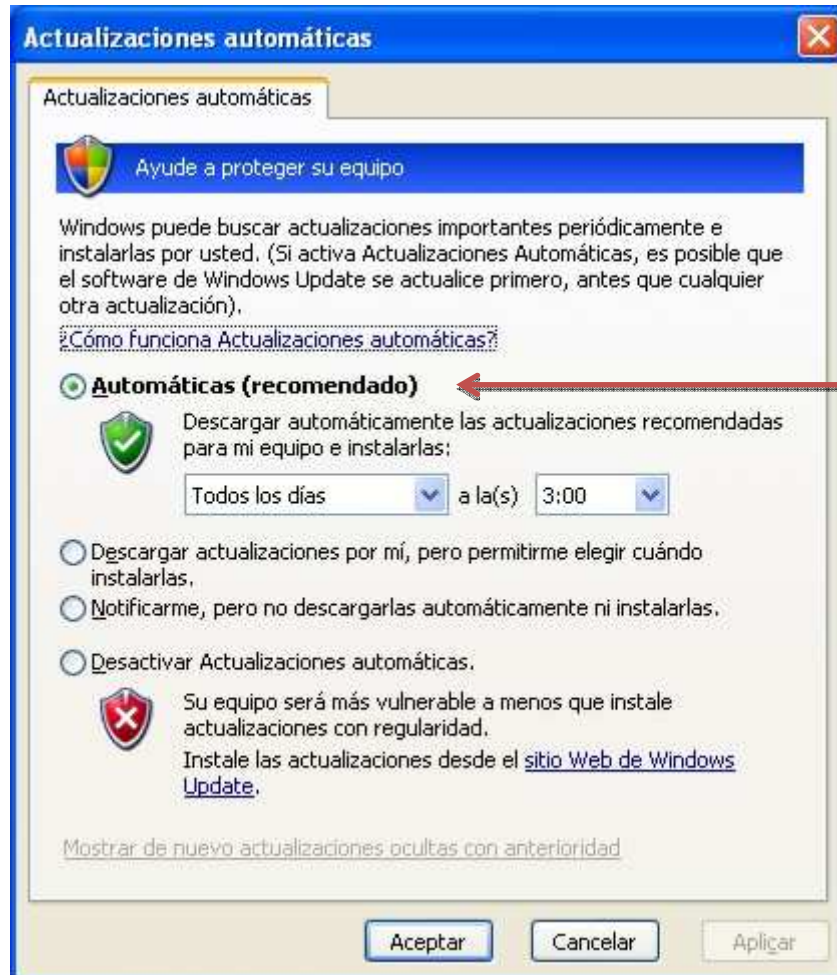 Actualizaciones automáticas
Actualizaciones automáticas
Ayude a proteger su equipo
Windows puede buscar actualizaciones importantes periódicamente e
instalarlas por usted. (Si activa Actualizaciones Automáticas, es posible que
el software de Windows Update se actualice primero, antes que cualquier
otra actualización).
¿Cómo funciona Actualizaciones automáticas?
Automáticas (recomendado)
Descargar automáticamente las actualizaciones recomendadas
para mi equipo e instalarlas:
Todos los días a la(s) 3:00
Descargar actualizaciones por mí, pero permitirme elegir cuándo
instalarlas.
Notificarme, pero no descargarlas automáticamente ni instalarlas.
Desactivar Actualizaciones automáticas.
Su equipo será más vulnerable a menos que instale
actualizaciones con regularidad.
Instale las actualizaciones desde el sitio Web de Windows
Update.
Mostrar de nuevo actualizaciones ocultas con anterioridad
Aceptar Cancelar Aplicar